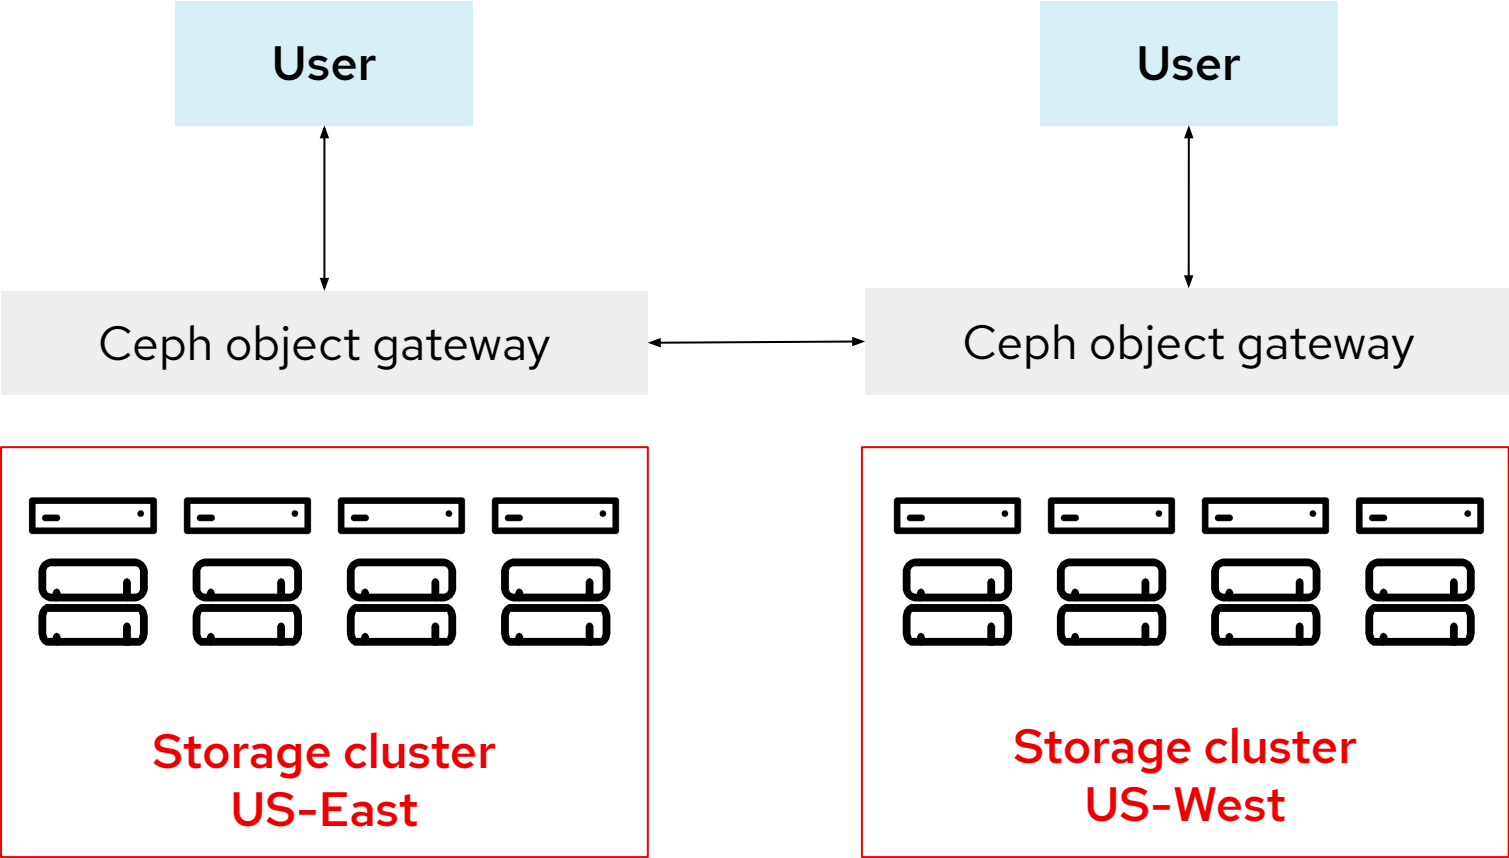 User
User
Ceph object gateway
Ceph object gateway
Storage cluster
US-East
Storage cluster
US-West